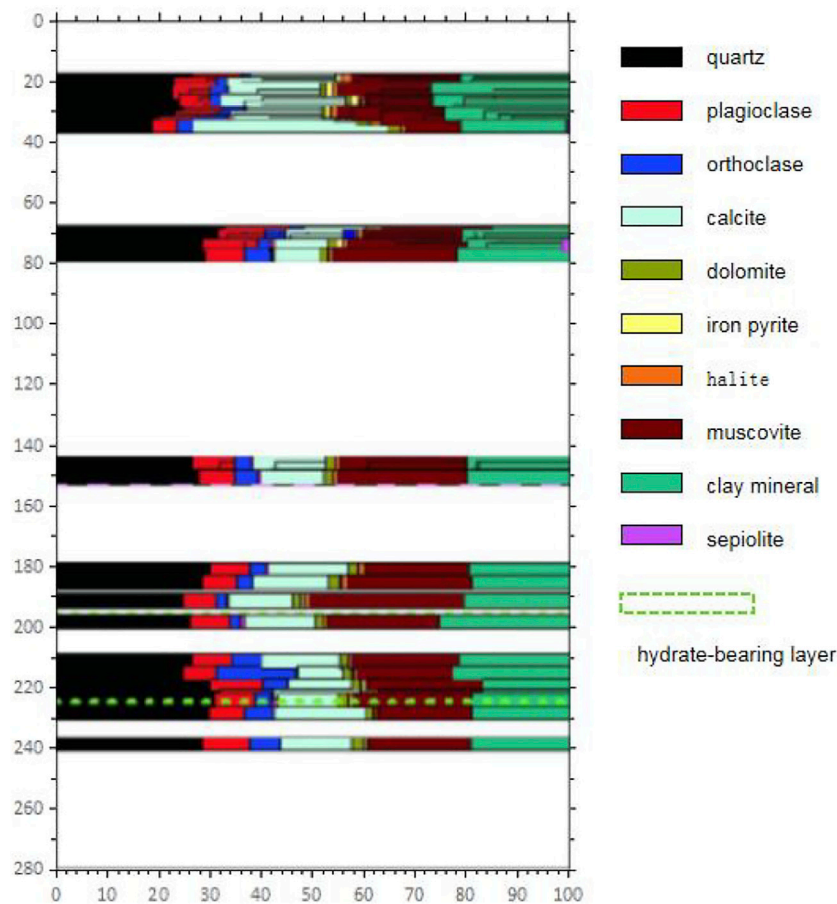 0
20
40
60
80
100
120
140
150
180
200
220
240
260
280
0 10 20 30 40 50 60 70 80 90 100
quartz
plagioclase
orthoclase
calcite
dolomite
iron pyrite
halite
muscovite
clay mineral
sepiolite
hydrate-bearing layer